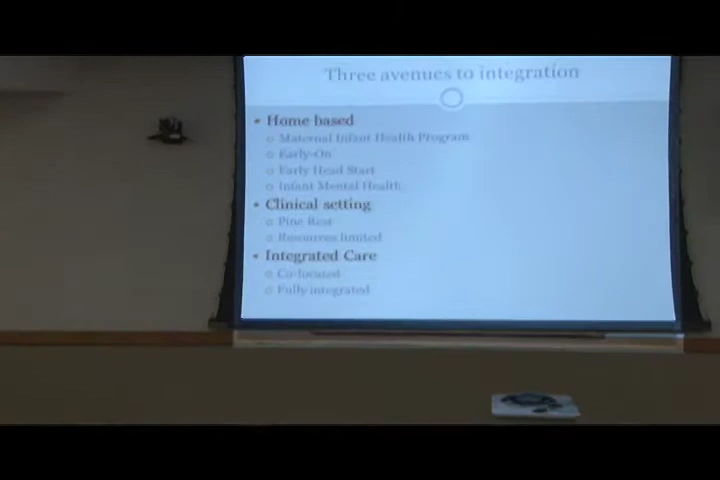 Three avenues to integration
Home based
Maternal Infant Health Program
Early-On
Early Head Start
Infant Mental Health
Clinical setting
Pine Rest
Resources limited
Integrated Care
Co-located
Fully integrated